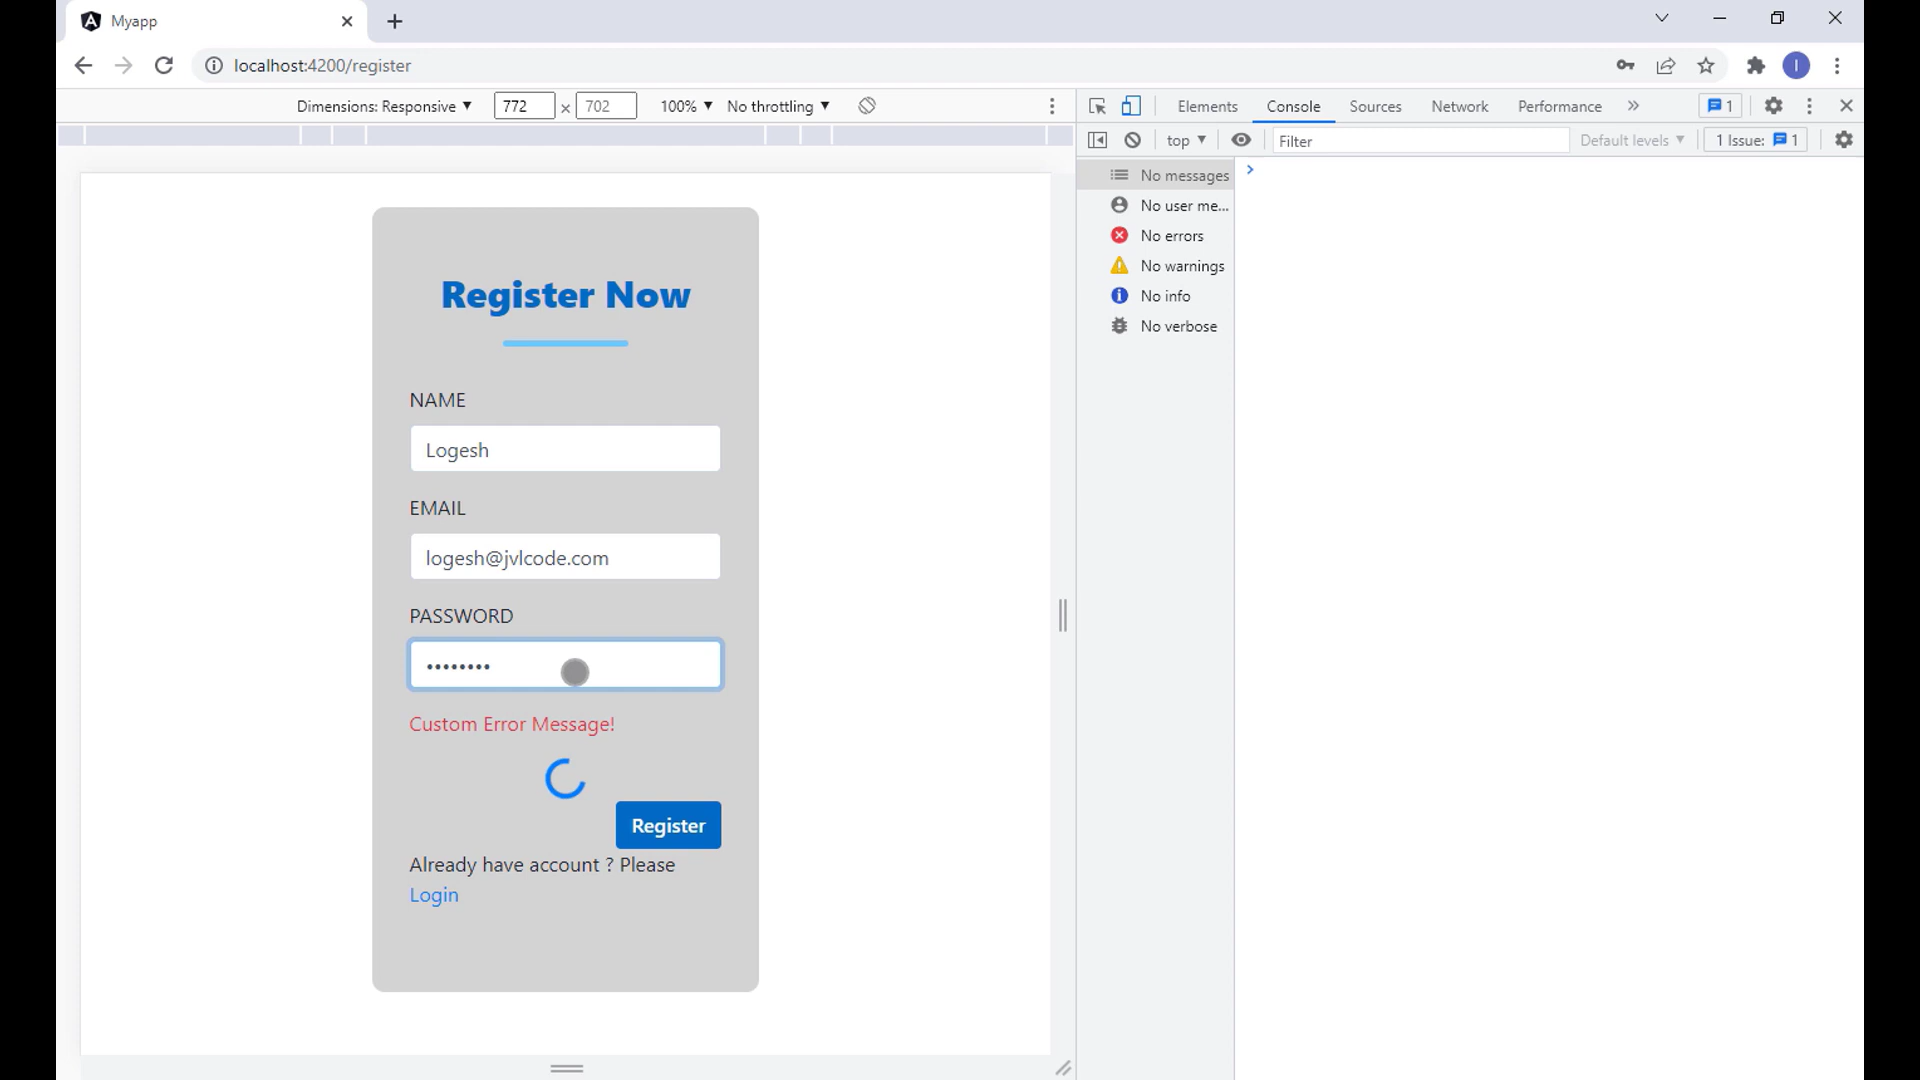 Myapp
localhost:4200/register
I
Dimensions: Responsive 772 x 702 100% No throttling
Elements Console Sources Network Performance 1
top Filter Default levels 1 Issue: 1
No messages
No user me...
No errors
No warnings
No info
No verbose
Register Now
NAME
Logesh
EMAIL
logesh@jvlcode.com
PASSWORD
••••••••
Custom Error Message!
Register
Already have account ? Please
Login